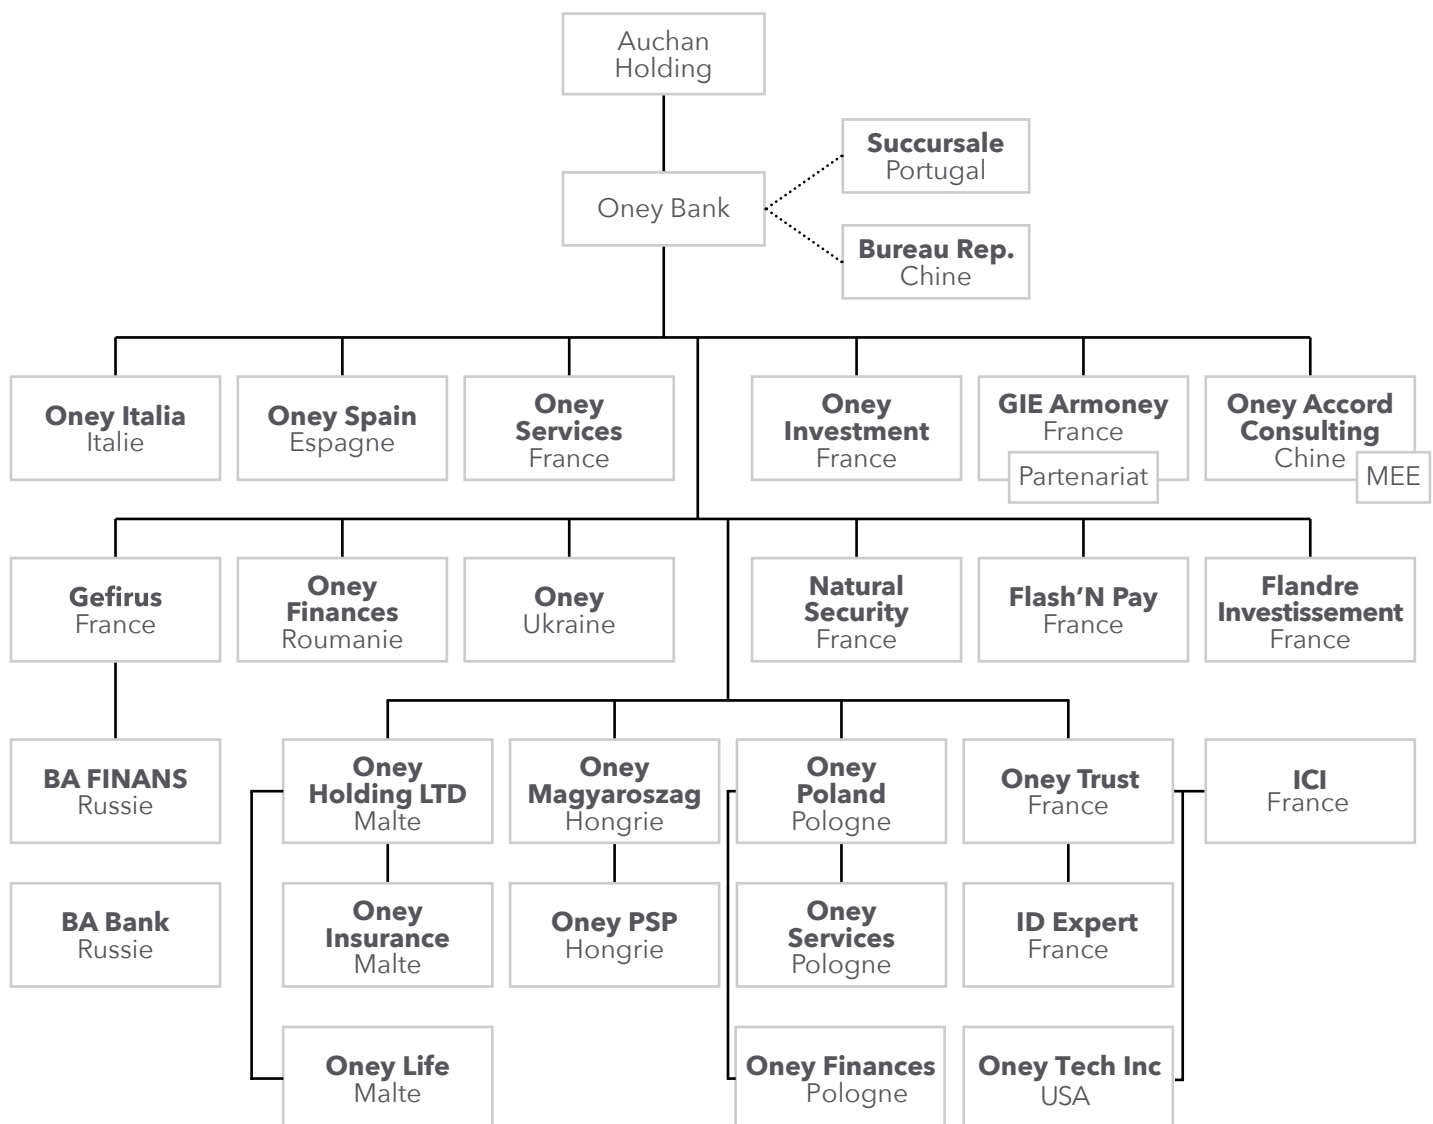 Auchan
Holding
Succursale
Portugal
Oney Bank
Bureau Rep.
Chine
Oney Italia
Italie
Oney Spain
Espagne
Oney
Services
France
Oney
Investment
France
GIE Armoney
France
Partenariat
Oney Accord
Consulting
Chine
MEE
Gefirus
France
Oney
Finances
Roumanie
Oney
Ukraine
Natural
Security
France
Flash'N Pay
France
Flandre
Investissement
France
BA FINANS
Russie
Oney
Holding LTD
Malte
Oney
Magyaroszag
Hongrie
Oney
Poland
Pologne
Oney Trust
France
ICI
France
BA Bank
Russie
Oney
Insurance
Malte
Oney PSP
Hongrie
Oney
Services
Pologne
ID Expert
France
Oney Life
Malte
Oney Finances
Pologne
Oney Tech Inc
USA